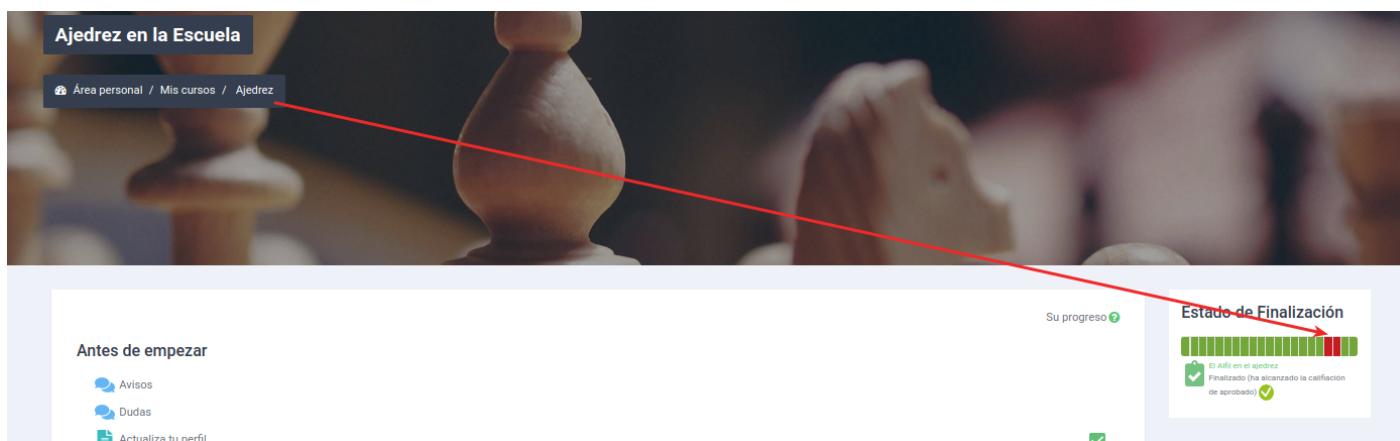 Ajedrez en la Escuela
Área personal / Mis cursos / Ajedrez
Su progreso
Estado de Finalización
Antes de empezar
El Alfil en el ajedrez
Finalizado (ha alcanzado la califiación
de aprobado)
Avisos
Dudas
Actualiza tu perfil